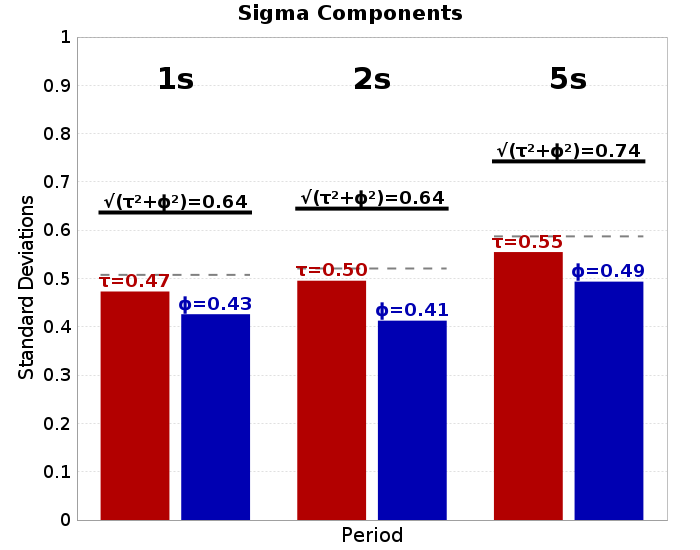 Sigma Components
1s 2s 5s
√(τ²+ϕ²)=0.64 √(τ²+ϕ²)=0.64 √(τ²+ϕ²)=0.74
τ=0.47 ϕ=0.43 τ=0.50 ϕ=0.41 τ=0.55 ϕ=0.49
Standard Deviations
1
0.9
0.8
0.7
0.6
0.5
0.4
0.3
0.2
0.1
0
Period